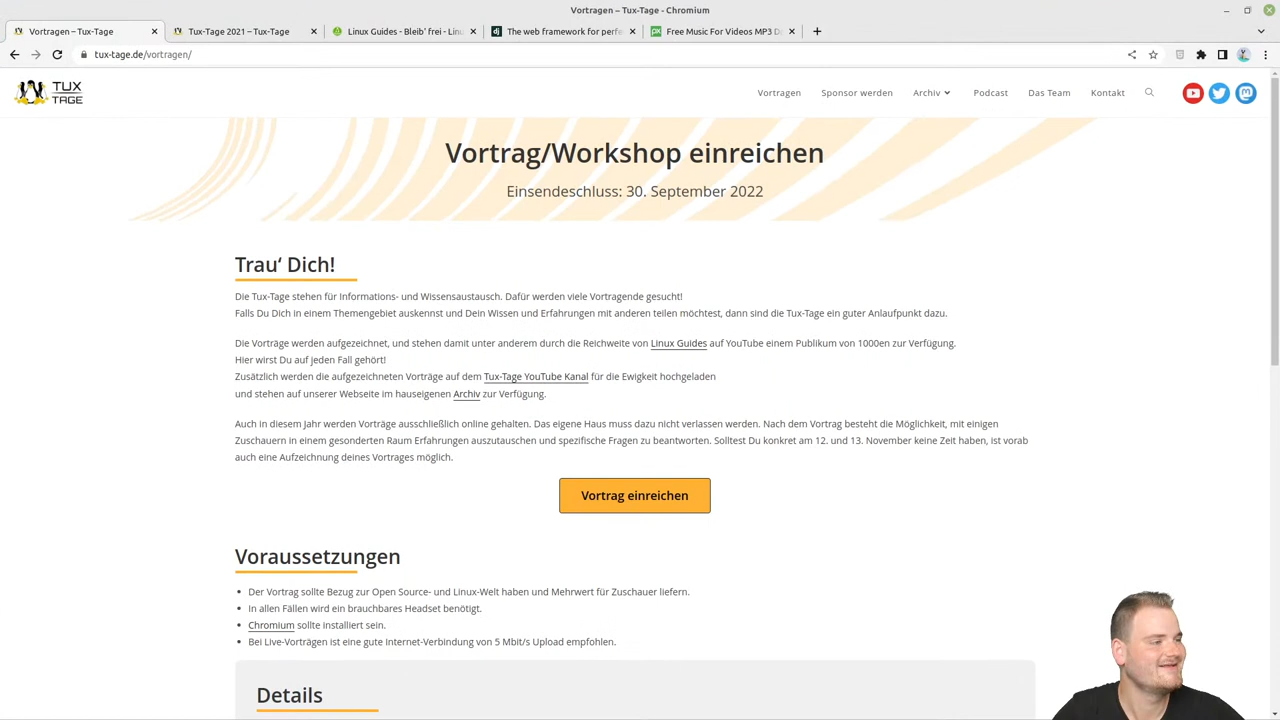 Vortragen – Tux-Tage - Chromium
Vortragen – Tux-Tage
Tux-Tage 2021 – Tux-Tage
Linux Guides - Bleib' frei - Linu
The web framework for perfe
Free Music For Videos MP3 D
tux-tage.de/vortragen/
TUX
TAGE
Vortragen
Sponsor werden
Archiv
Podcast
Das Team
Kontakt
Vortrag/Workshop einreichen
Einsendeschluss: 30. September 2022
Trau‘ Dich!
Die Tux-Tage stehen für Informations- und Wissensaustausch. Dafür werden viele Vortragende gesucht!
Falls Du Dich in einem Themengebiet auskennst und Dein Wissen und Erfahrungen mit anderen teilen möchtest, dann sind die Tux-Tage ein guter Anlaufpunkt dazu.
Die Vorträge werden aufgezeichnet, und stehen damit unter anderem durch die Reichweite von Linux Guides auf YouTube einem Publikum von 1000en zur Verfügung.
Hier wirst Du auf jeden Fall gehört!
Zusätzlich werden die aufgezeichneten Vorträge auf dem Tux-Tage YouTube Kanal für die Ewigkeit hochgeladen
und stehen auf unserer Webseite im hauseigenen Archiv zur Verfügung.
Auch in diesem Jahr werden Vorträge ausschließlich online gehalten. Das eigene Haus muss dazu nicht verlassen werden. Nach dem Vortrag besteht die Möglichkeit, mit einigen
Zuschauern in einem gesonderten Raum Erfahrungen auszutauschen und spezifische Fragen zu beantworten. Solltest Du konkret am 12. und 13. November keine Zeit haben, ist vorab
auch eine Aufzeichnung deines Vortrages möglich.
Vortrag einreichen
Voraussetzungen
Der Vortrag sollte Bezug zur Open Source- und Linux-Welt haben und Mehrwert für Zuschauer liefern.
In allen Fällen wird ein brauchbares Headset benötigt.
Chromium sollte installiert sein.
Bei Live-Vorträgen ist eine gute Internet-Verbindung von 5 Mbit/s Upload empfohlen.
Details